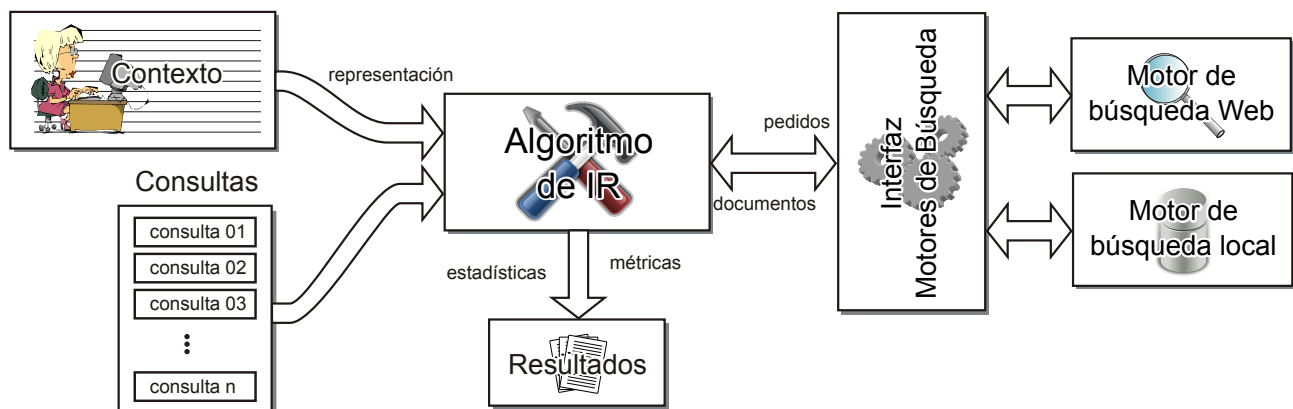 Contexto
representación
Consultas
consulta 01
consulta 02
consulta 03
consulta n
Algoritmo
de IR
pedidos
documentos
estadísticas
métricas
Resultados
Interfaz
Motores de Búsqueda
Motor de
búsqueda Web
Motor de
búsqueda local